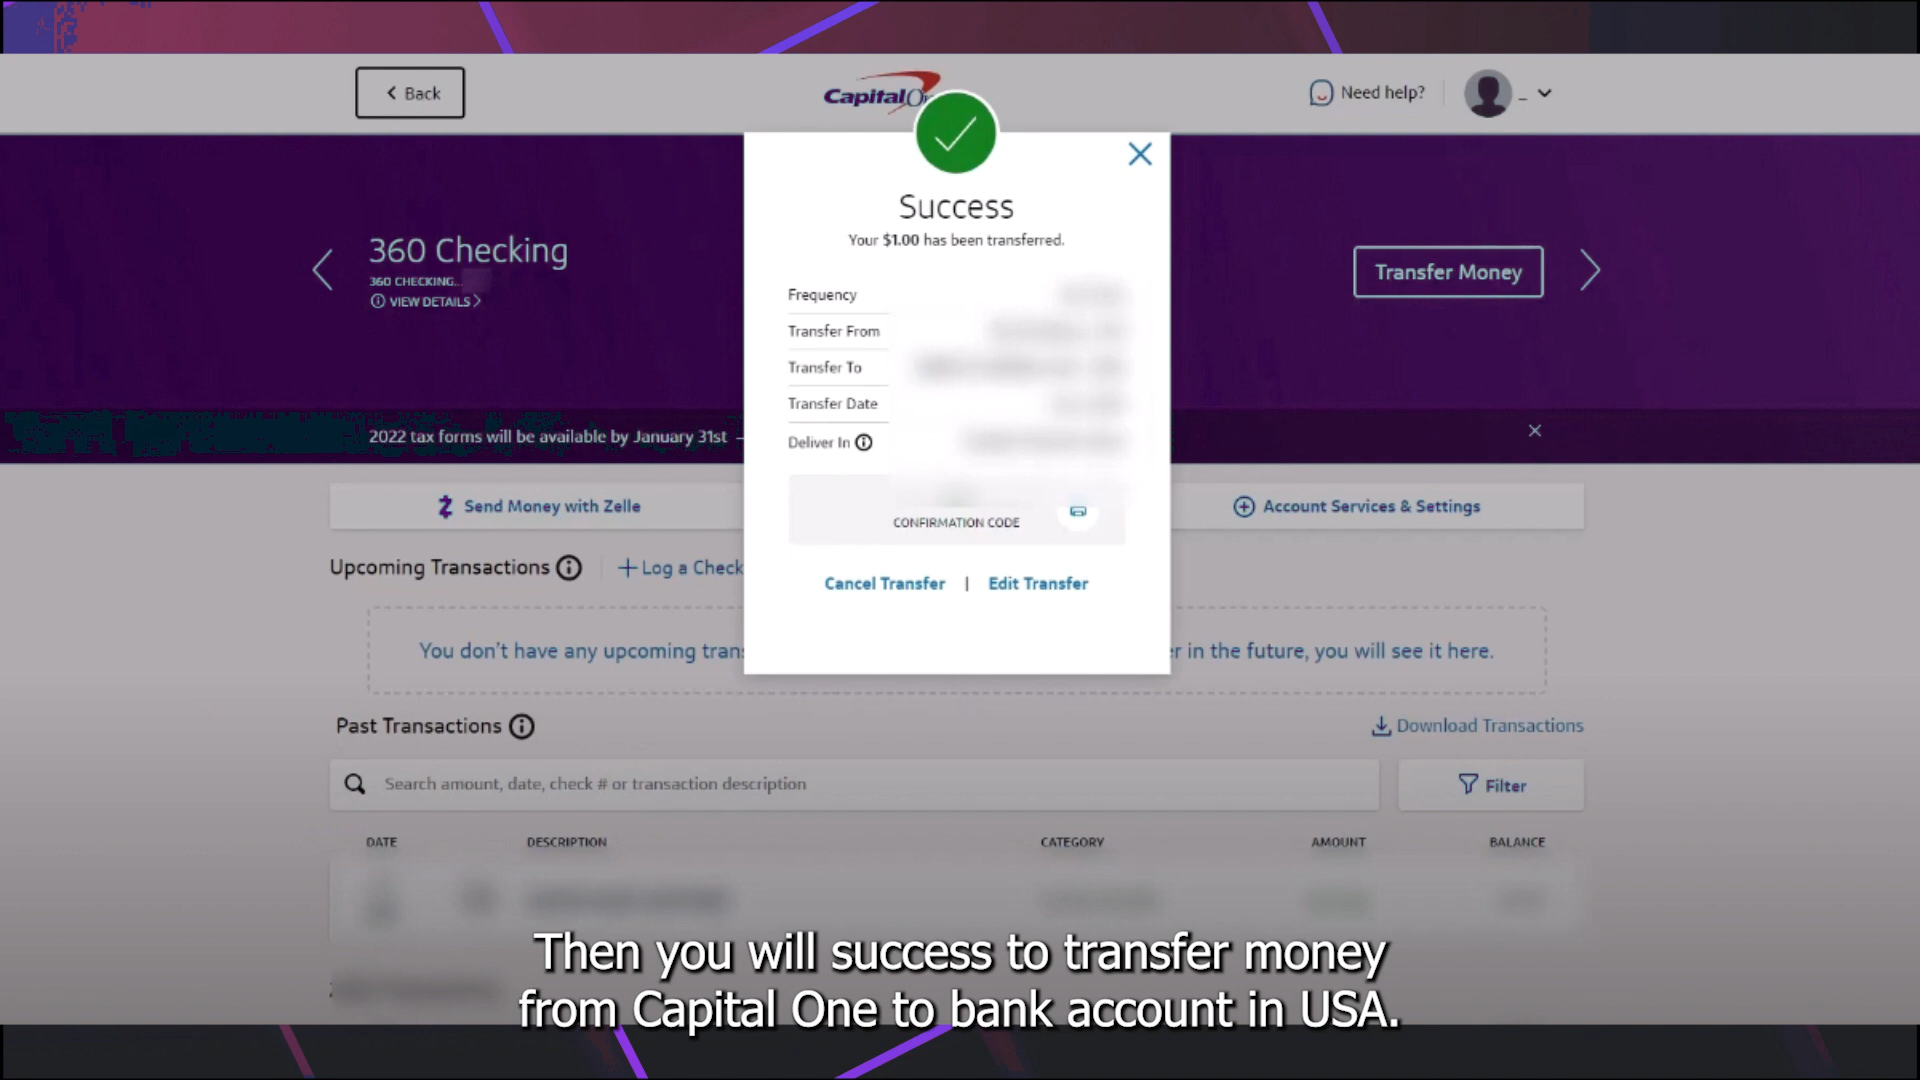 Back
Capital One
Need help?
Success
Your $1.00 has been transferred.
360 Checking
360 CHECKING...
VIEW DETAILS
Transfer Money
Frequency
Transfer From
Transfer To
Transfer Date
Deliver In
2022 tax forms will be available by January 31st
Send Money with Zelle
Account Services & Settings
CONFIRMATION CODE
Upcoming Transactions
Log a Check
Cancel Transfer | Edit Transfer
You don't have any upcoming
in the future, you will see it here.
Past Transactions
Download Transactions
Search amount, date, check # or transaction description
Filter
DATE DESCRIPTION CATEGORY AMOUNT BALANCE
Then you will success to transfer money
from Capital One to bank account in USA.